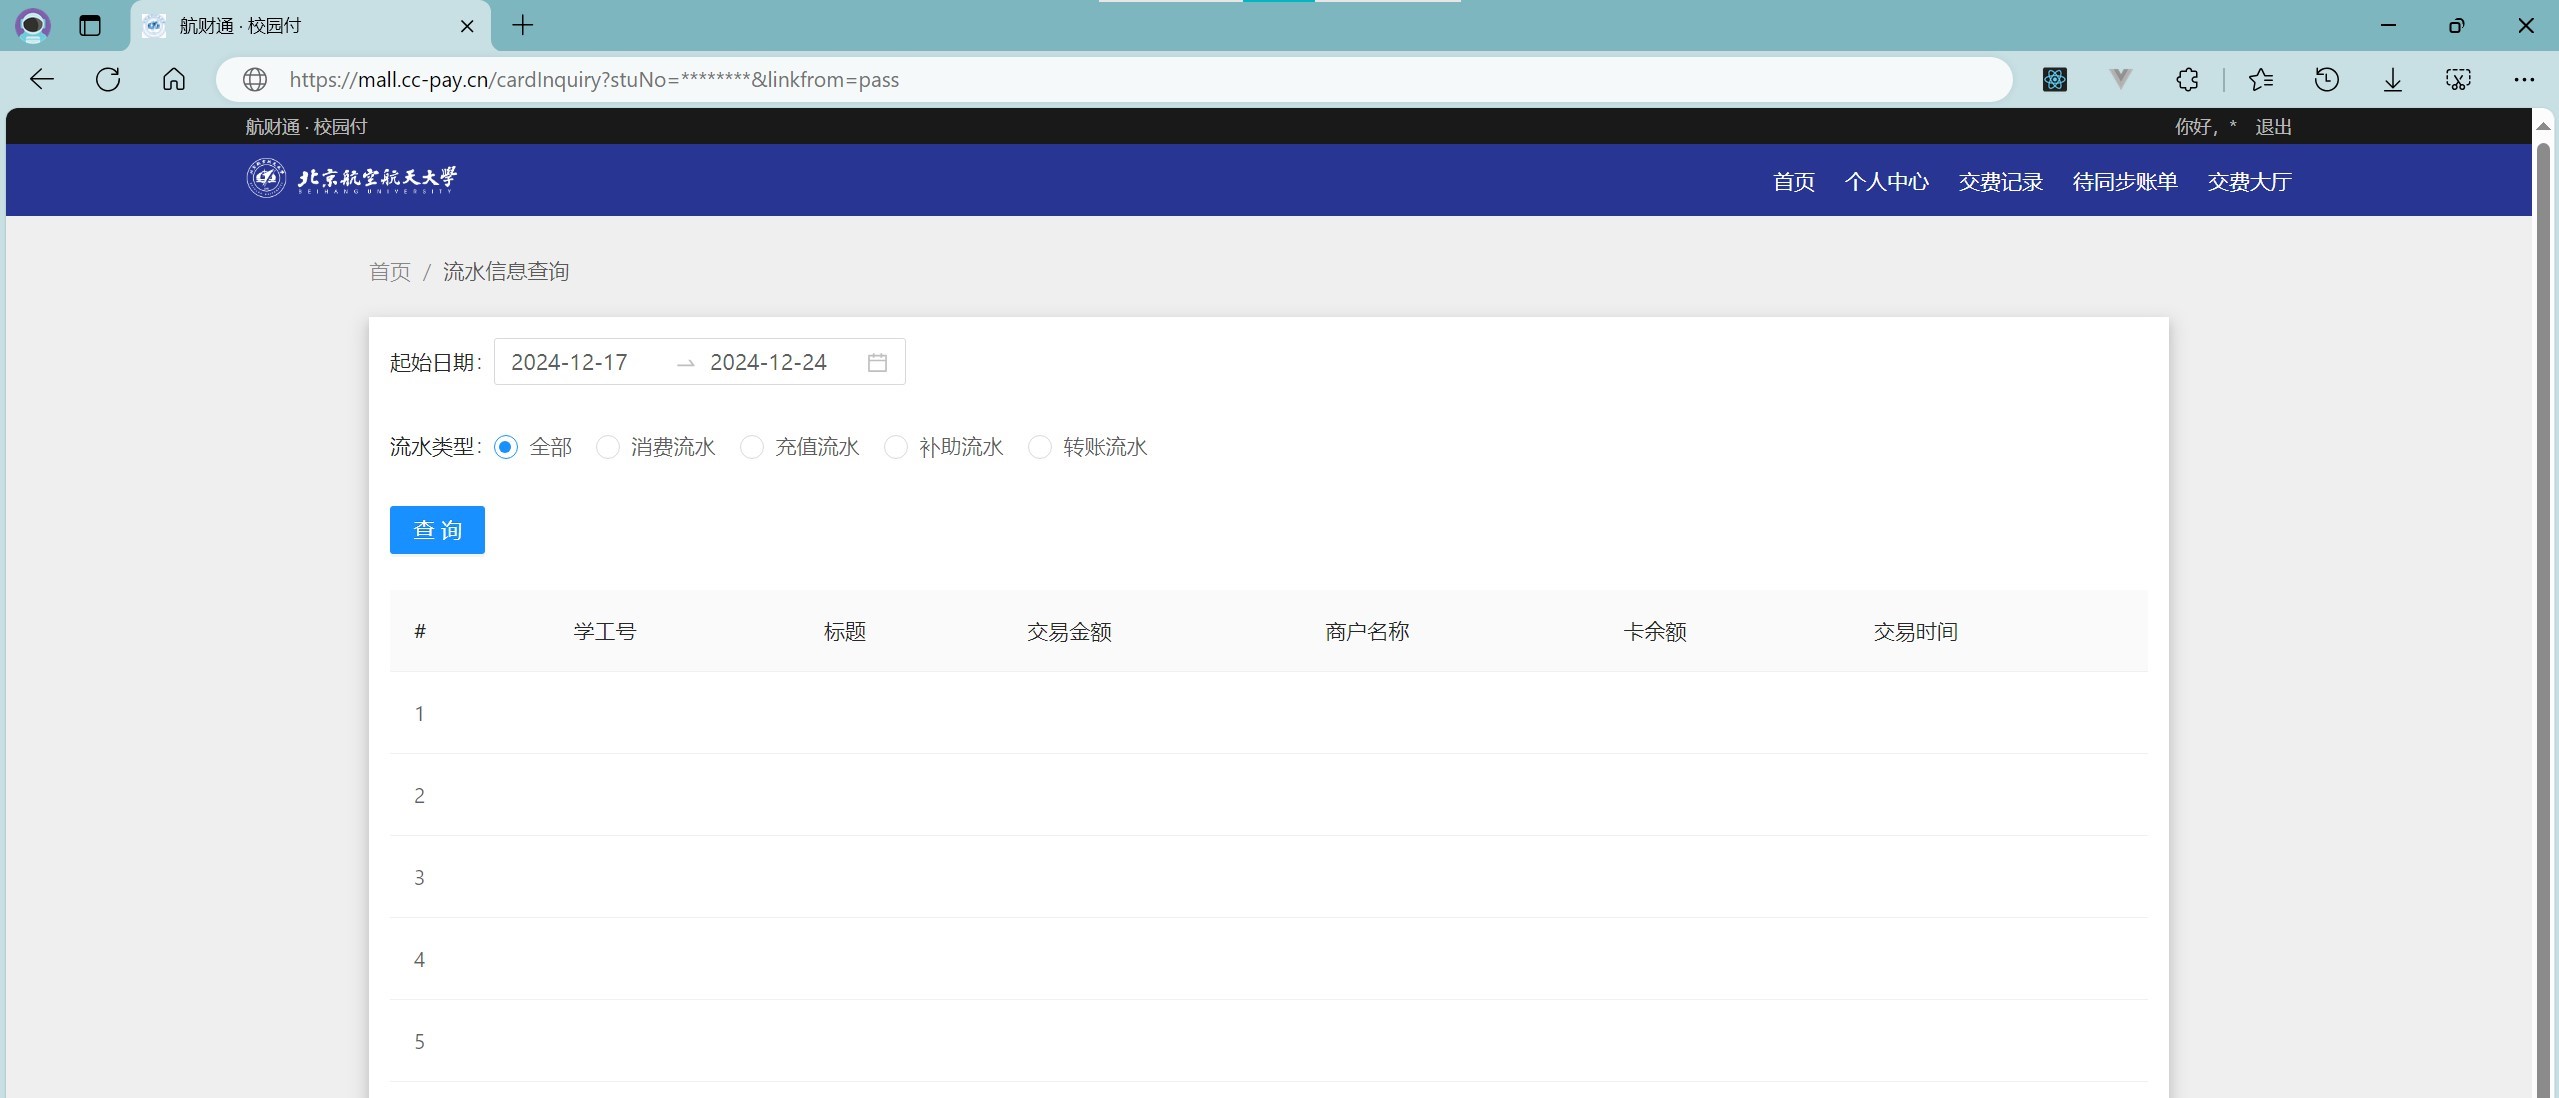 航财通 · 校园付
https://mall.cc-pay.cn/cardInquiry?stuNo=********&linkfrom=pass
航财通 · 校园付
你好，* 退出
北京航空航天大學
BEIHANG UNIVERSITY
首页 个人中心 交费记录 待同步账单 交费大厅
首页 / 流水信息查询
起始日期： 2024-12-17 → 2024-12-24
流水类型： 全部 消费流水 充值流水 补助流水 转账流水
查 询
# 学工号 标题 交易金额 商户名称 卡余额 交易时间
1
2
3
4
5